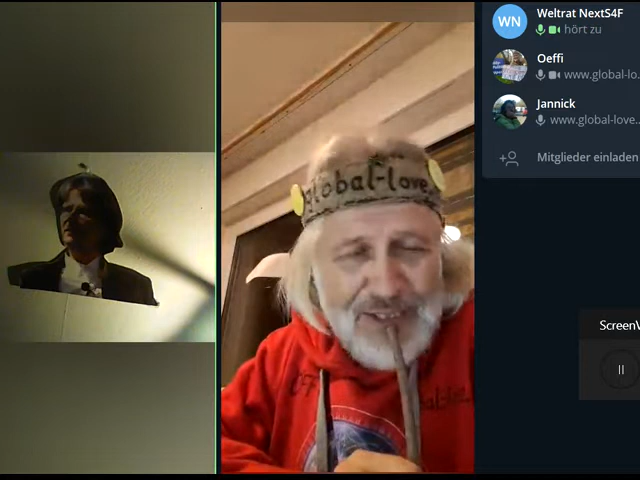 WN
Weltrat NextS4F
hört zu
Oeffi
www.global-lo...
Jannick
www.global-love...
Mitglieder einladen
ScreenV
global-love.